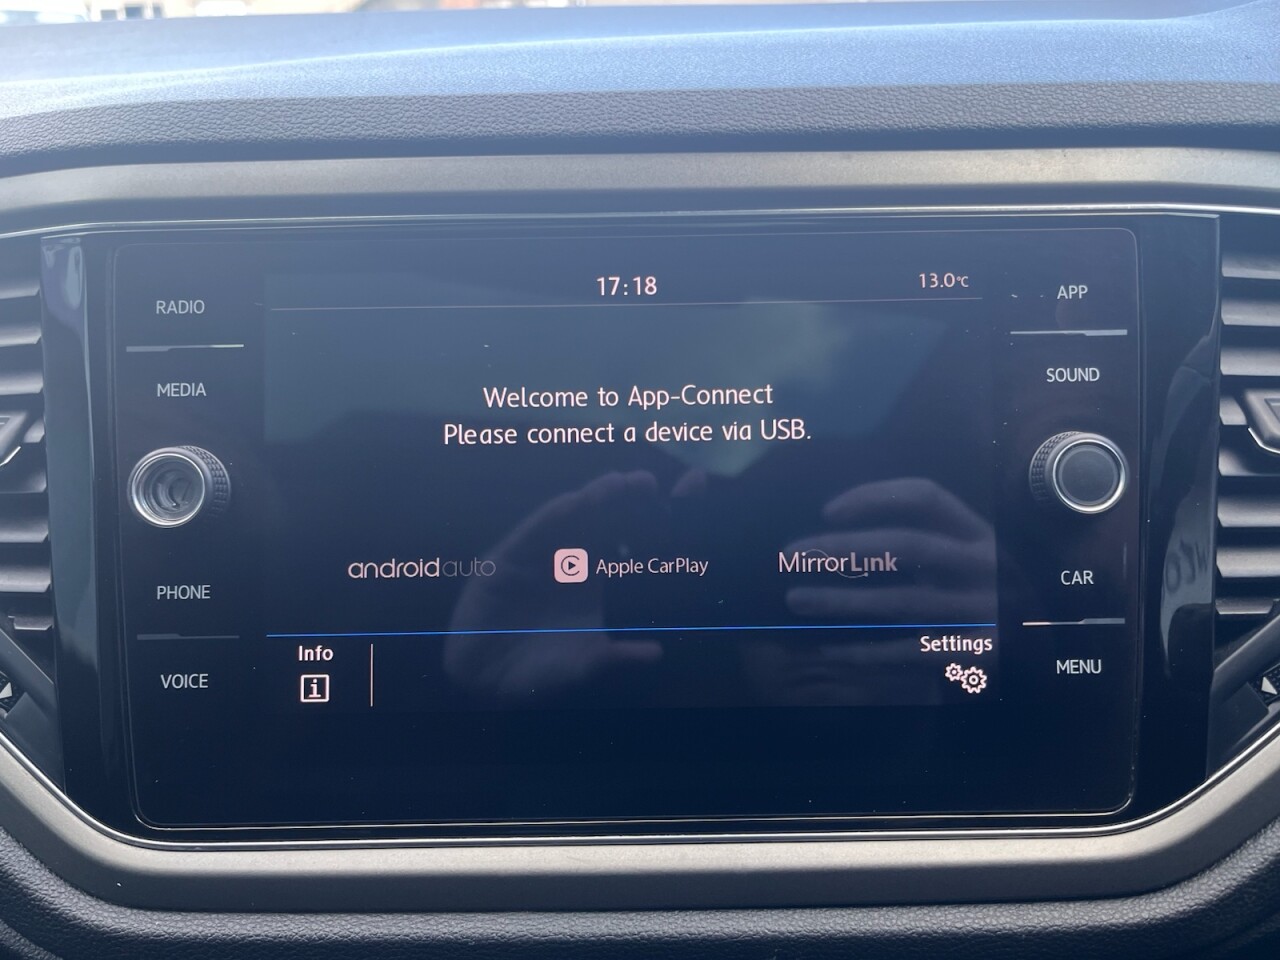 17:18
13.0°C
RADIO
APP
MEDIA
SOUND
Welcome to App-Connect
Please connect a device via USB.
androidauto
Apple CarPlay
MirrorLink
PHONE
CAR
Info
Settings
VOICE
MENU